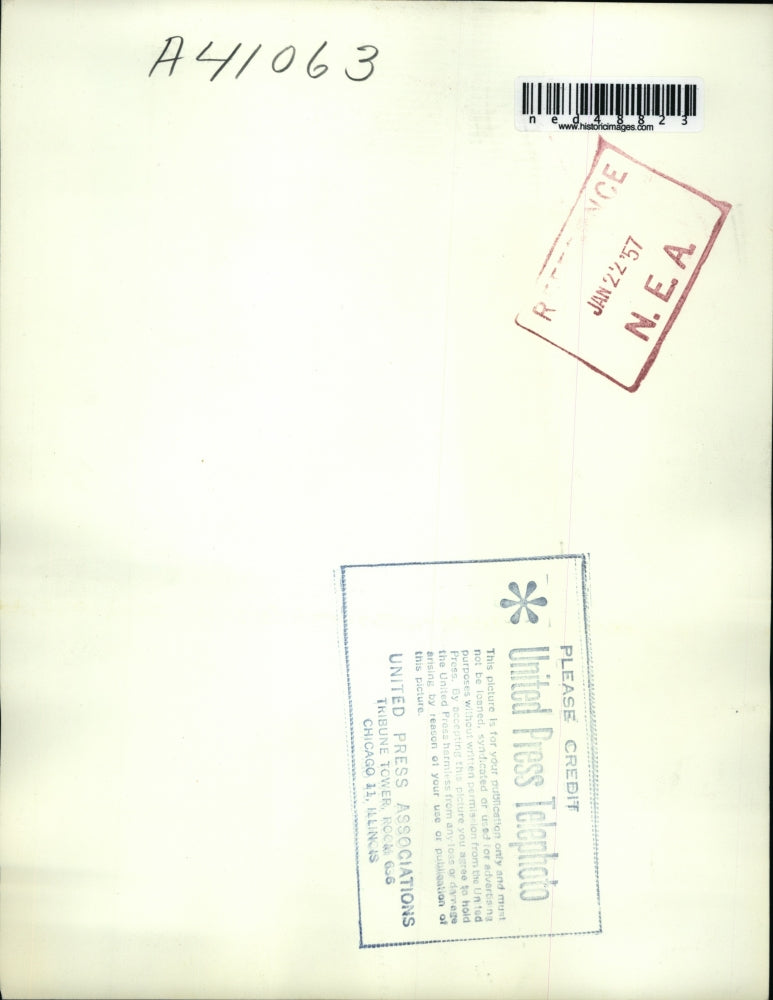 A41063
ned48823
www.historicimages.com
JAN 22 '57
N. E. A.
PLEASE CREDIT
United Press Telephoto
This picture is for your publication only and must
not be loaned, syndicated or used for advertising
purposes without written permission from the United
Press. By accepting this picture you agree to hold
the United Press harmless from any loss or damage
arising by reason of your use or publication of
this picture.
UNITED PRESS ASSOCIATIONS
TRIBUNE TOWER, ROOM
CHICAGO 11, ILLINOIS